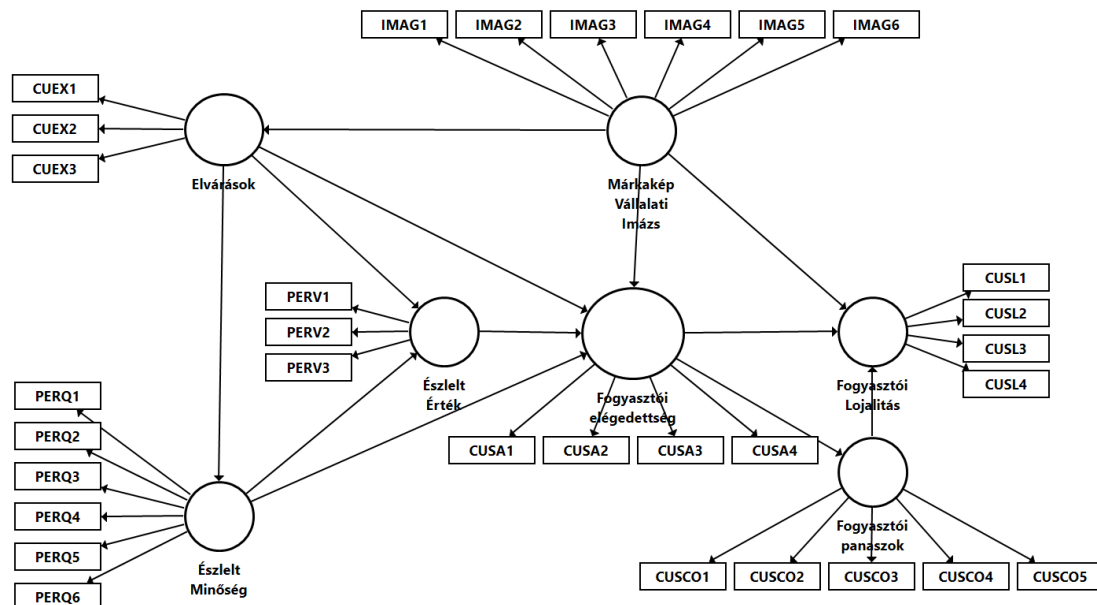 IMAG1
IMAG2
IMAG3
IMAG4
IMAG5
IMAG6
CUEX1
CUEX2
CUEX3
Elvárások
Márkakép
Vállalati
Imázs
PERV1
PERV2
PERV3
Észlelt
Érték
Fogyasztói
elégedettség
CUSL1
CUSL2
CUSL3
CUSL4
Fogyasztói
Lojalitás
CUSA1
CUSA2
CUSA3
CUSA4
PERQ1
PERQ2
PERQ3
PERQ4
PERQ5
PERQ6
Észlelt
Minőség
Fogyasztói
panaszok
CUSCO1
CUSCO2
CUSCO3
CUSCO4
CUSCO5